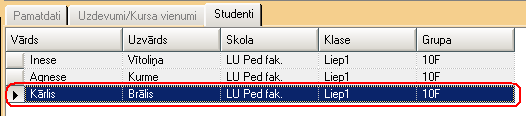 Pamatdati Uzdevumi/Kursa vienumi Studenti
Vārds Uzvārds Skola Klase Grupa
Inese Vītoliņa LU Ped fak. Liep1 10F
Agnese Kurme LU Ped fak. Liep1 10F
Kārlis Brālis LU Ped fak. Liep1 10F